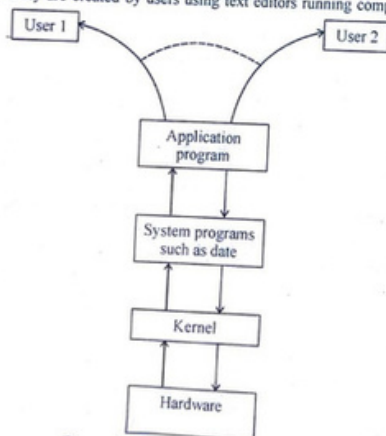 are created by users using text editors running
User 1
User 2
Application
program
System programs
such as date
Kernel
Hardware